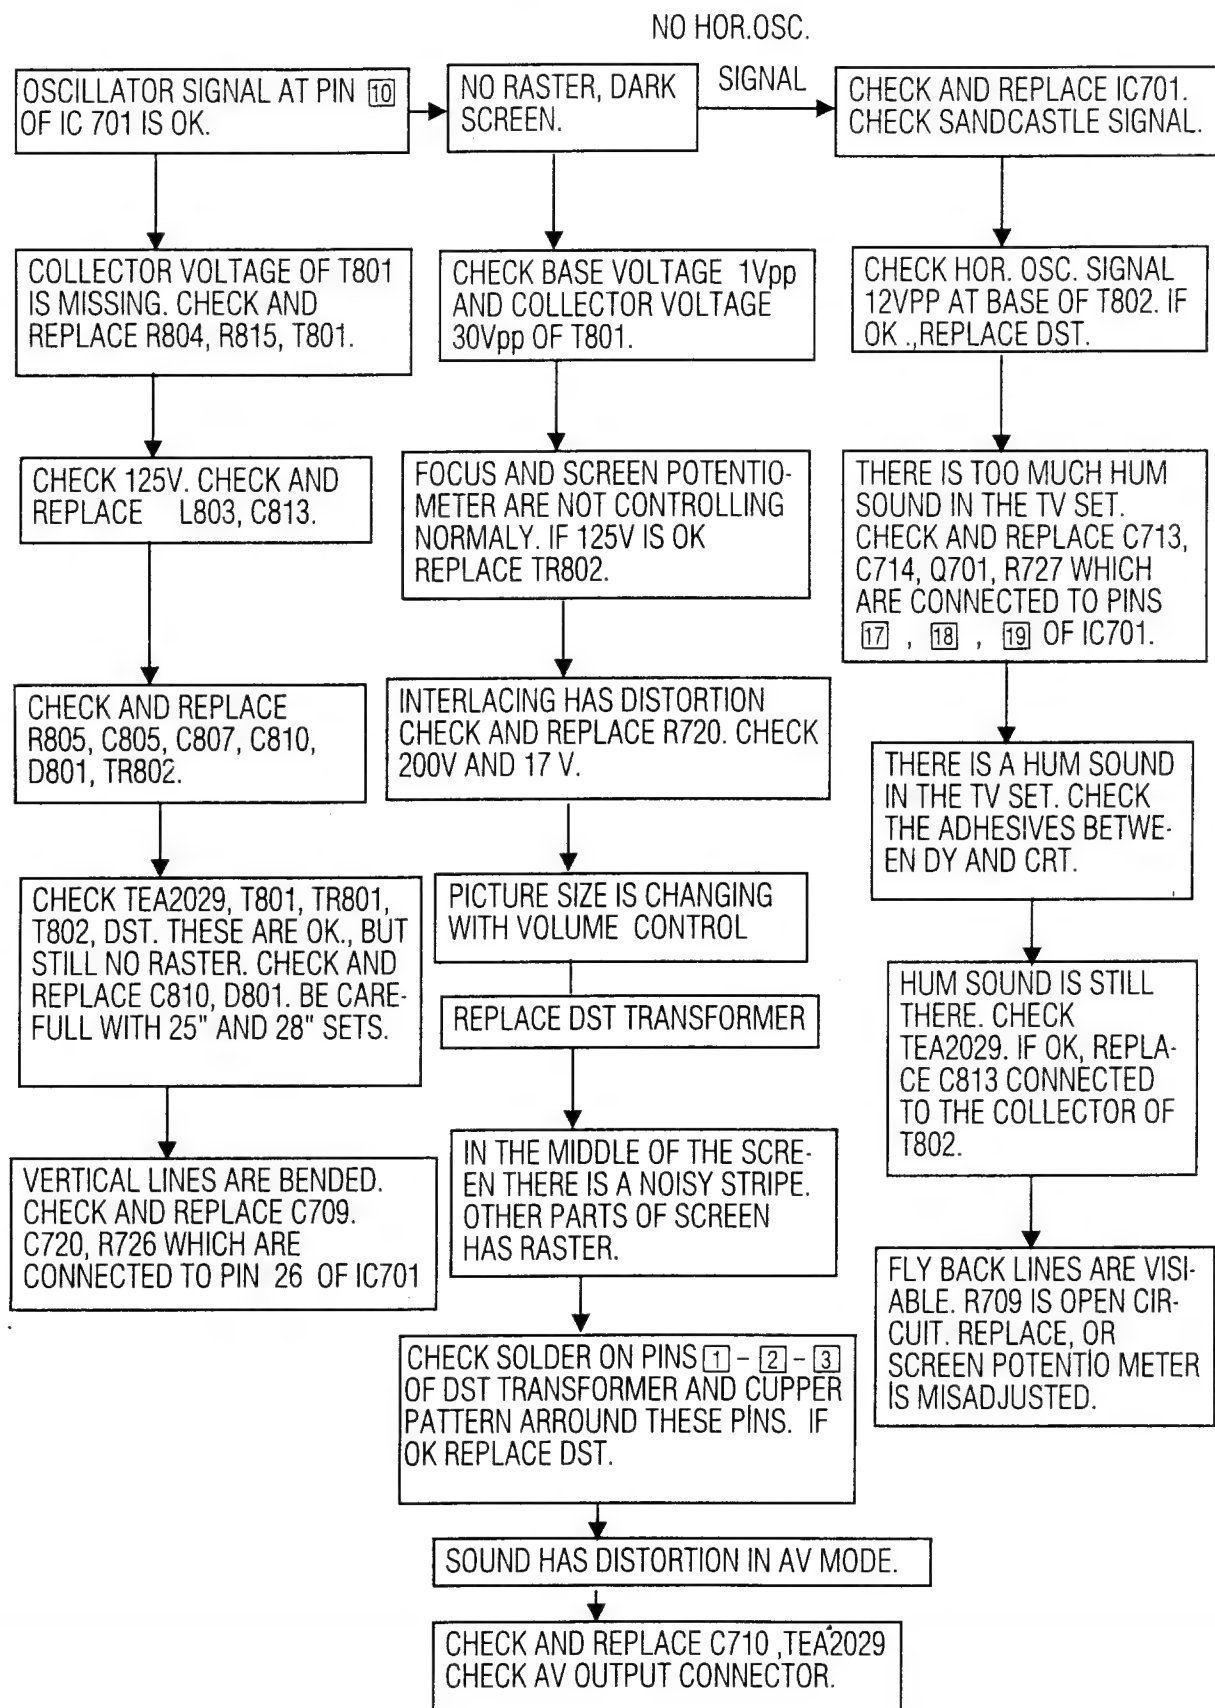 NO HOR.OSC.
SIGNAL
OSCILLATOR SIGNAL AT PIN 10
OF IC 701 IS OK.
COLLECTOR VOLTAGE OF T801
IS MISSING. CHECK AND
REPLACE R804, R815, T801.
CHECK 125V. CHECK AND
REPLACE L803, C813.
CHECK AND REPLACE
R805, C805, C807, C810,
D801, TR802.
CHECK TEA2029, T801, TR801,
T802, DST. THESE ARE OK., BUT
STILL NO RASTER. CHECK AND
REPLACE C810, D801. BE CARE-
FULL WITH 25" AND 28" SETS.
VERTICAL LINES ARE BENDED.
CHECK AND REPLACE C709.
C720, R726 WHICH ARE
CONNECTED TO PIN 26 OF IC701
NO RASTER, DARK
SCREEN.
CHECK BASE VOLTAGE 1Vpp
AND COLLECTOR VOLTAGE
30Vpp OF T801.
FOCUS AND SCREEN POTENTIO-
METER ARE NOT CONTROLLING
NORMALY. IF 125V IS OK
REPLACE TR802.
INTERLACING HAS DISTORTION
CHECK AND REPLACE R720. CHECK
200V AND 17 V.
PICTURE SIZE IS CHANGING
WITH VOLUME CONTROL
REPLACE DST TRANSFORMER
IN THE MIDDLE OF THE SCRE-
EN THERE IS A NOISY STRIPE.
OTHER PARTS OF SCREEN
HAS RASTER.
CHECK SOLDER ON PINS 1 - 2 - 3
OF DST TRANSFORMER AND CUPPER
PATTERN ARROUND THESE PINS. IF
OK REPLACE DST.
SOUND HAS DISTORTION IN AV MODE.
CHECK AND REPLACE C710 ,TEA2029
CHECK AV OUTPUT CONNECTOR.
CHECK AND REPLACE IC701.
CHECK SANDCASTLE SIGNAL.
CHECK HOR. OSC. SIGNAL
12VPP AT BASE OF T802. IF
OK .,REPLACE DST.
THERE IS TOO MUCH HUM
SOUND IN THE TV SET.
CHECK AND REPLACE C713,
C714, Q701, R727 WHICH
ARE CONNECTED TO PINS
17 , 18 , 19 OF IC701.
THERE IS A HUM SOUND
IN THE TV SET. CHECK
THE ADHESIVES BETWE-
EN DY AND CRT.
HUM SOUND IS STILL
THERE. CHECK
TEA2029. IF OK, REPLA-
CE C813 CONNECTED
TO THE COLLECTOR OF
T802.
FLY BACK LINES ARE VISI-
ABLE. R709 IS OPEN CIR-
CUIT. REPLACE, OR
SCREEN POTENTİO METER
İS MISADJUSTED.